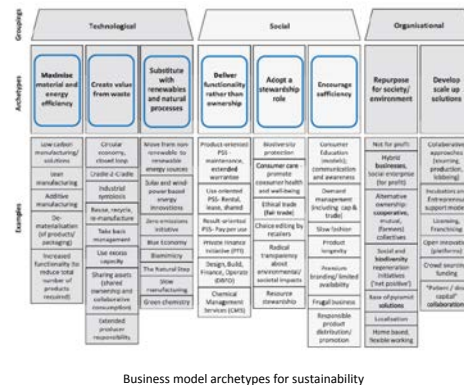 Groupings
Technological
Social
Organisational
Archetypes
Maximise
material and
energy
efficiency
Create value
from waste
Substitute
with
renewables
and natural
processes
Deliver
functionality
rather than
ownership
Adopt a
stewardship
role
Encourage
sufficiency
Repurpose
for society/
environment
Develop
scale up
solutions
Examples
Low carbon
manufacturing/
solutions
Lean
manufacturing
Additive
manufacturing
De-
materialisation (of
products/
packaging)
Increased
functionality (to
reduce total
number of
products required)
Circular
economy,
closed loop
Cradle-2-Cradle
Industrial
symbiosis
Reuse, recycle,
re-manufacture
Take back
management
Use excess
capacity
Sharing assets
(shared
ownership and
collaborative
consumption)
Extended
producer
responsibility
Move from non-
renewable to
renewable
energy sources
Solar and wind-
power based
energy
innovations
Zero emissions
initiative
Blue Economy
Biomimicry
The Natural Step
Slow
manufacturing
Green chemistry
Product-oriented
PSS -
maintenance,
extended
warrantee
Use oriented
PSS- Rental,
lease, shared
Result-oriented
PSS- Pay per use
Private Finance
Initiative (PFI)
Design, Build,
Finance, Operate
(DBFO)
Chemical
Management
Services (CMS)
Biodiversity
protection
Consumer care -
promote
consumer health
and well-being
Ethical trade
(fair trade)
Choice editing by
retailers
Radical
transparency
about
environmental/
societal impacts
Resource
stewardship
Consumer
Education
(models);
communication and
awareness
Demand
management
(including cap &
trade)
Slow fashion
Product
longevity
Premium
branding/limited
availability
Frugal business
Responsible
product
distribution/
promotion
Not for profit
Hybrid
businesses,
Social enterprise
(for profit)
Alternative
ownership:
cooperative,
mutual,
(farmers)
collectives
Social and
biodiversity
regeneration
initiatives
('net positive')
Base of pyramid
solutions
Localisation
Home based,
flexible working
Collaborative
approaches
(sourcing,
production,
lobbying)
Incubators and
Entrepreneur
support models
Licensing,
Franchising
Open innovation
(platforms)
Crowd sourcing/
funding
"Patient / slow
capital"
collaborations
Business model archetypes for sustainability